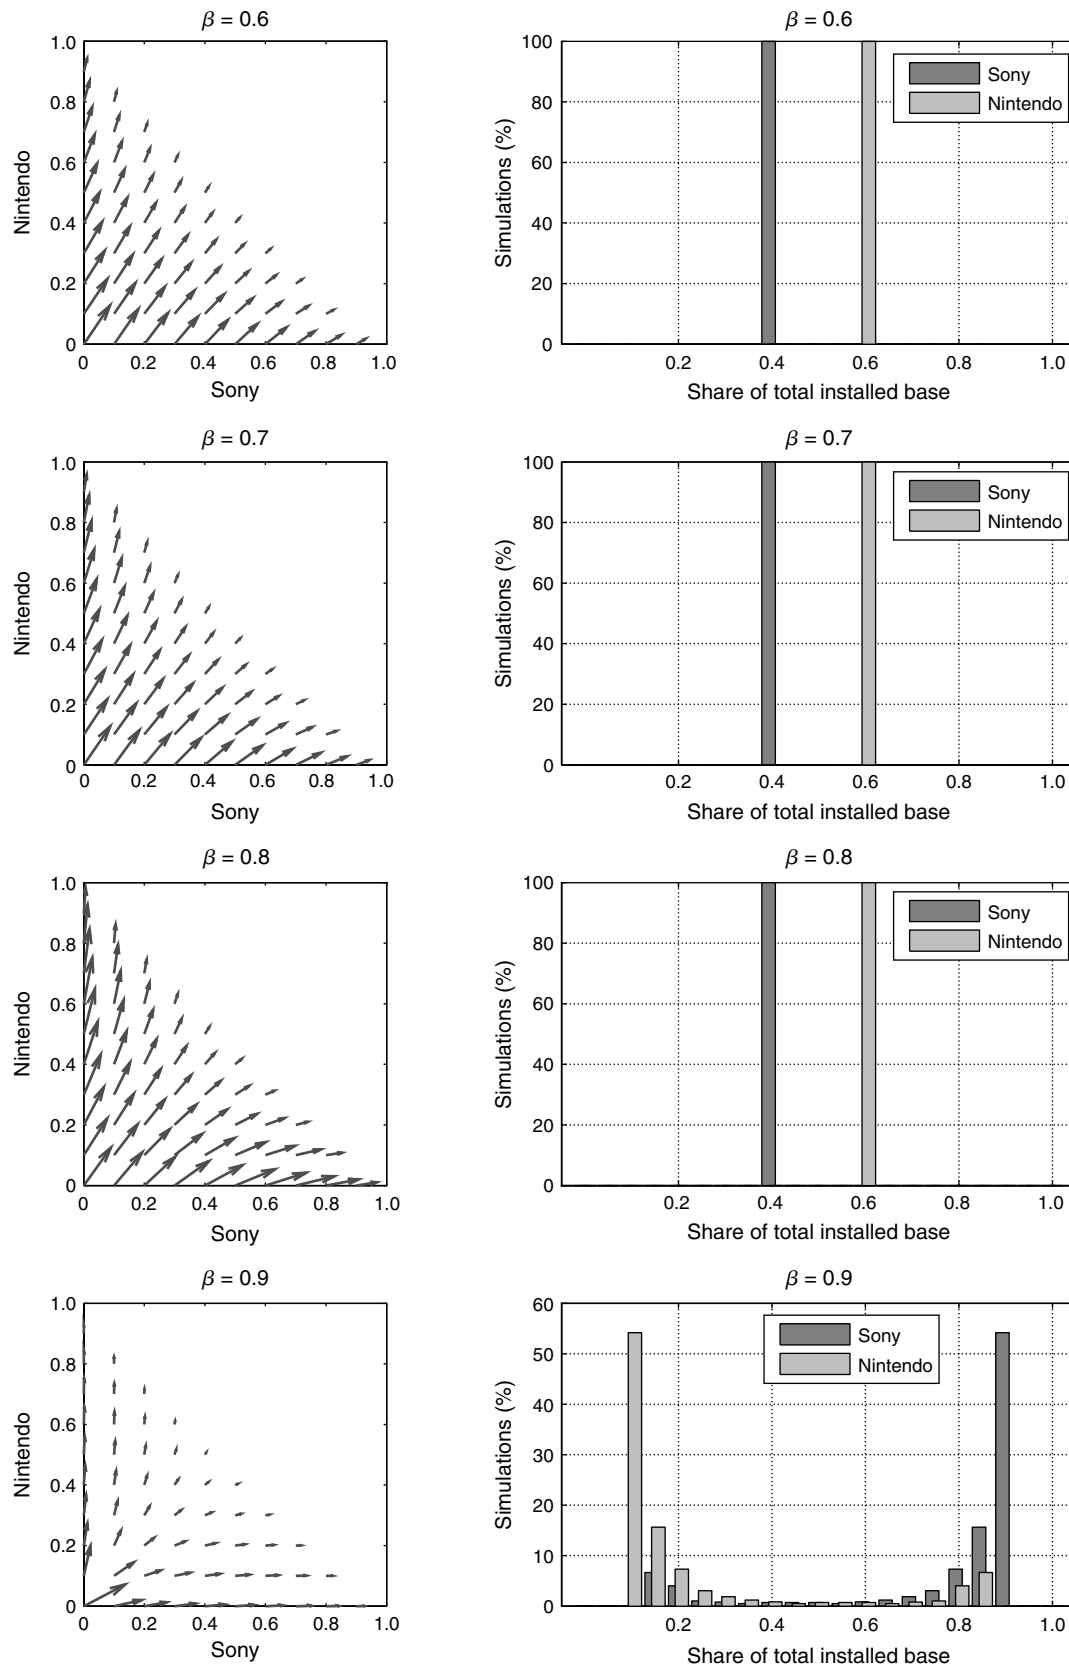 β = 0.6
1.0
0.8
0.6
0.4
0.2
0
0
0.2
0.4
0.6
0.8
1.0
Nintendo
Sony
β = 0.6
100
80
60
40
20
0
0.2
0.4
0.6
0.8
1.0
Simulations (%)
Share of total installed base
Sony
Nintendo
β = 0.7
1.0
0.8
0.6
0.4
0.2
0
0
0.2
0.4
0.6
0.8
1.0
Nintendo
Sony
β = 0.7
100
80
60
40
20
0
0.2
0.4
0.6
0.8
1.0
Simulations (%)
Share of total installed base
Sony
Nintendo
β = 0.8
1.0
0.8
0.6
0.4
0.2
0
0
0.2
0.4
0.6
0.8
1.0
Nintendo
Sony
β = 0.8
100
80
60
40
20
0
0.2
0.4
0.6
0.8
1.0
Simulations (%)
Share of total installed base
Sony
Nintendo
β = 0.9
1.0
0.8
0.6
0.4
0.2
0
0
0.2
0.4
0.6
0.8
1.0
Nintendo
Sony
β = 0.9
60
50
40
30
20
10
0
0.2
0.4
0.6
0.8
1.0
Simulations (%)
Share of total installed base
Sony
Nintendo